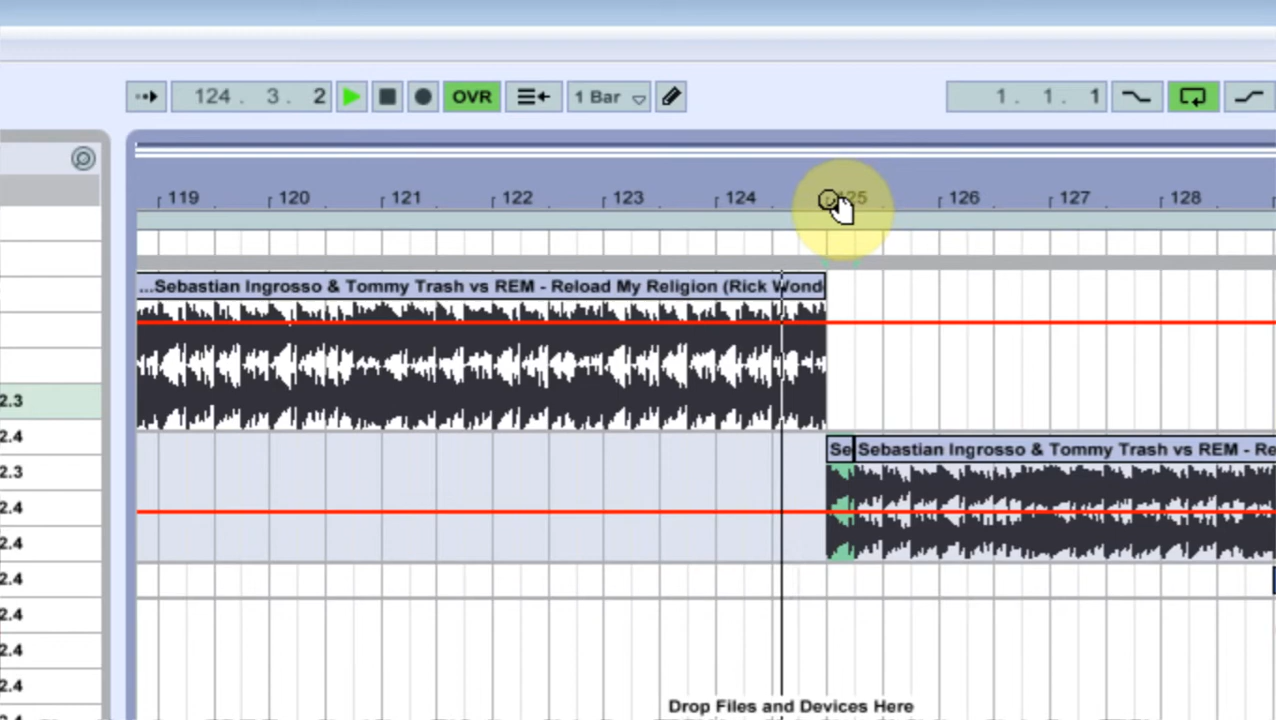 124 . 3 . 2 OVR 1 Bar 1 . 1 . 1
119 120 121 122 123 124 125 126 127 128
...Sebastian Ingrosso & Tommy Trash vs REM - Reload My Religion (Rick Wond
2.3
2.4
Se Sebastian Ingrosso & Tommy Trash vs REM - Re
2.3
2.4
2.4
2.4
2.4
2.4
2.4
Drop Files and Devices Here